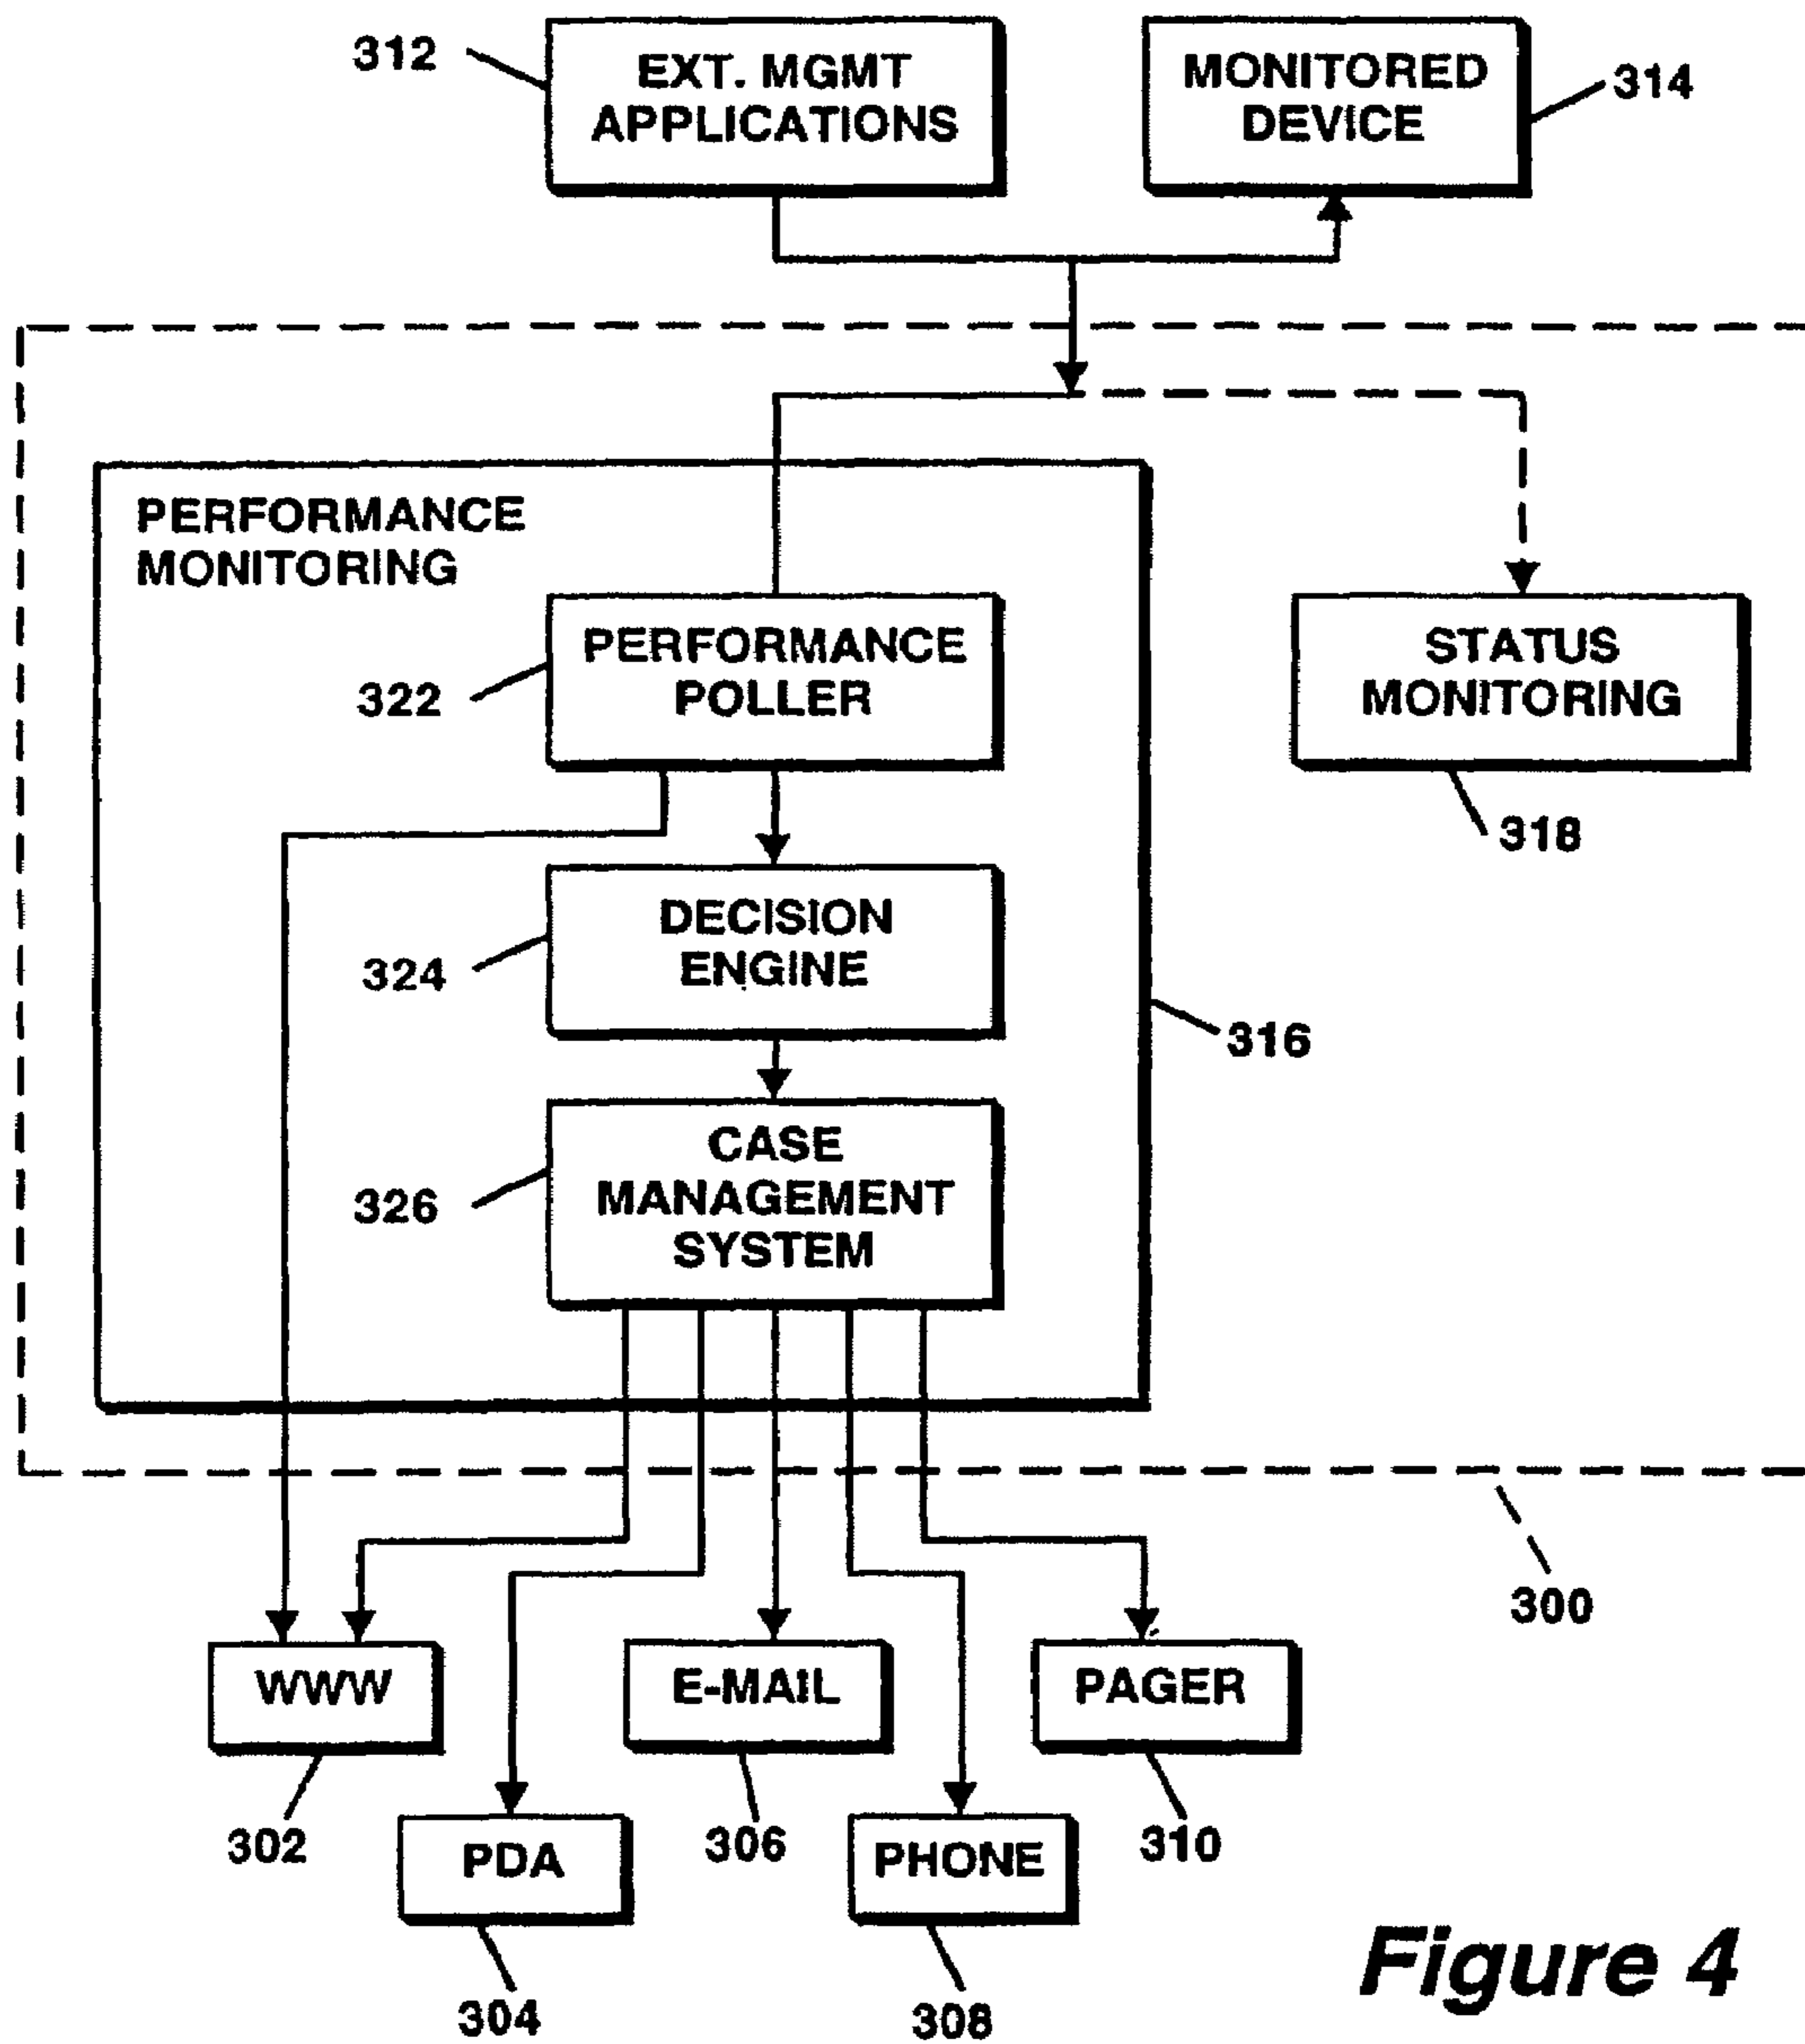 312
EXT. MGMT
APPLICATIONS
MONITORED
DEVICE
314
PERFORMANCE
MONITORING
322
PERFORMANCE
POLLER
STATUS
MONITORING
318
324
DECISION
ENGINE
316
326
CASE
MANAGEMENT
SYSTEM
300
WWW
E-MAIL
PAGER
302
PDA
306
PHONE
310
304
308
Figure 4